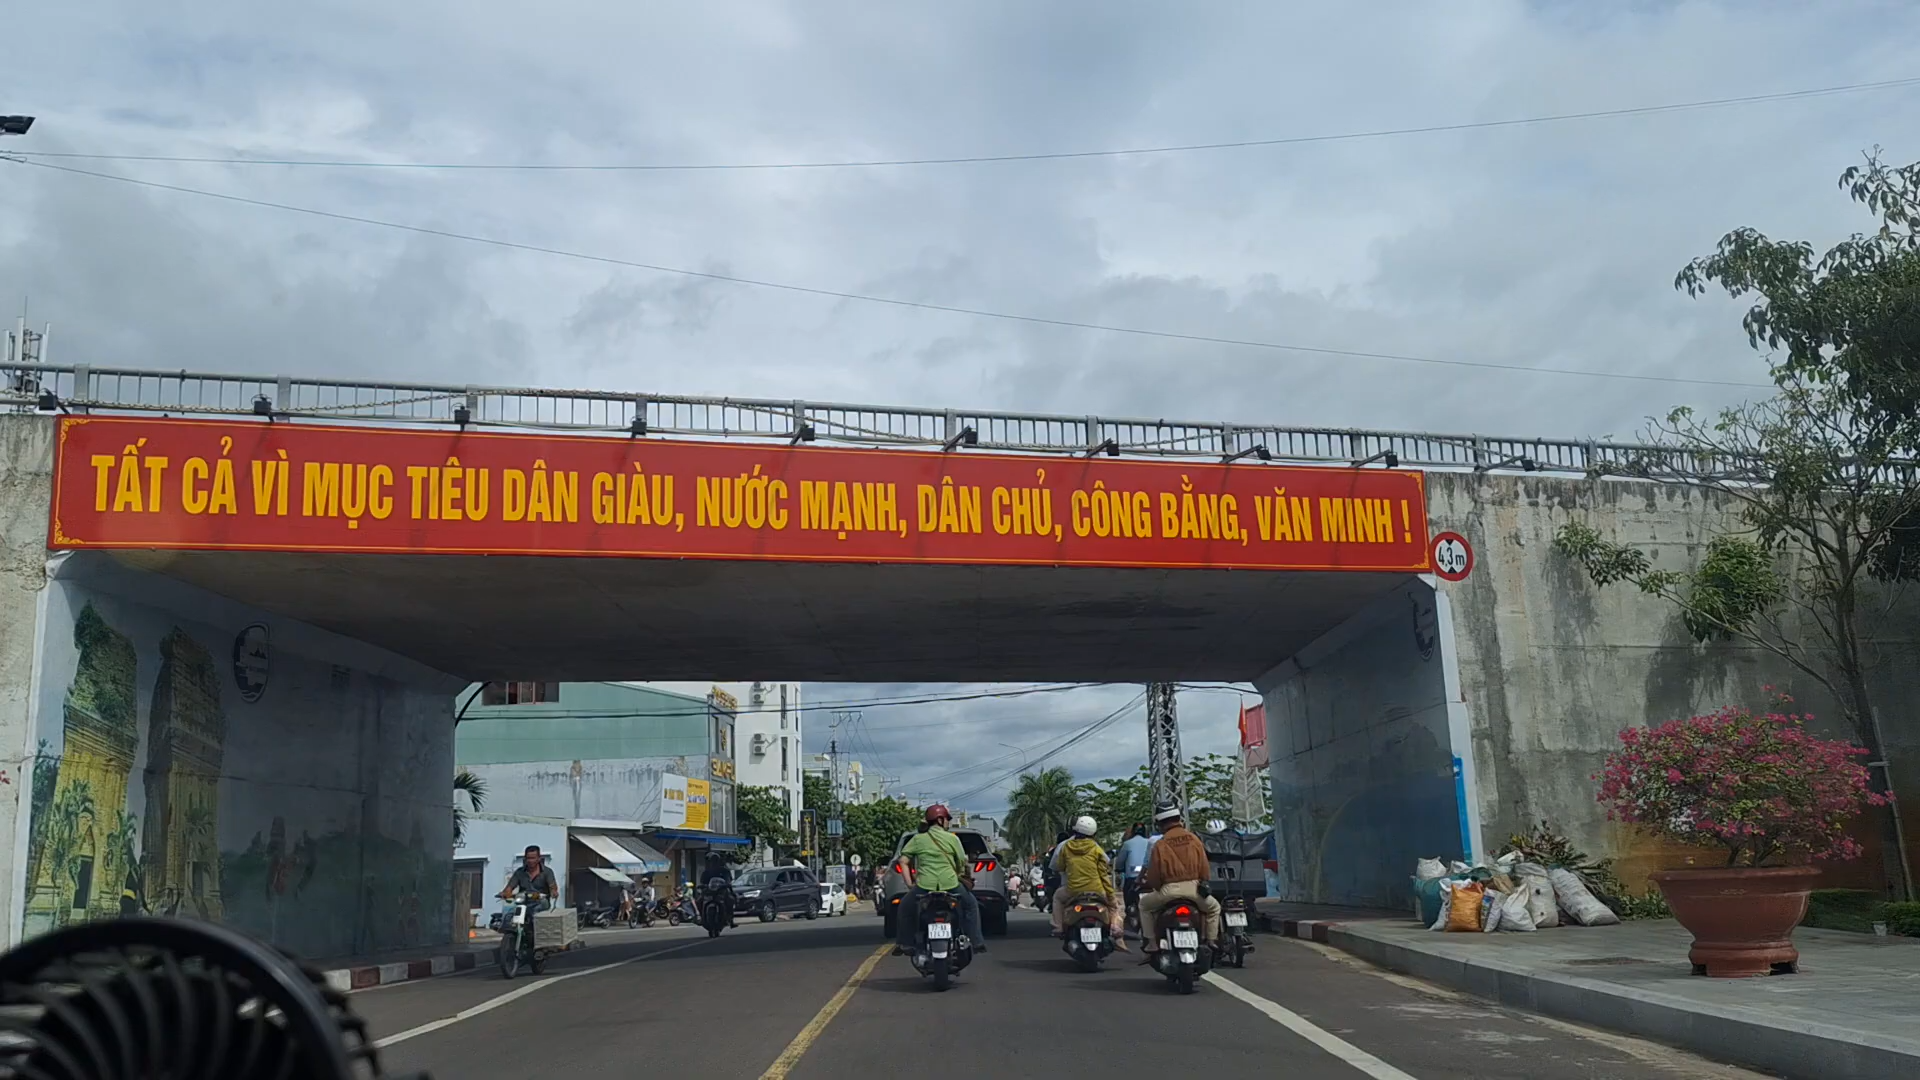 TẤT CẢ VÌ MỤC TIÊU DÂN GIÀU, NƯỚC MẠNH, DÂN CHỦ, CÔNG BẰNG, VĂN MINH !
4,3m